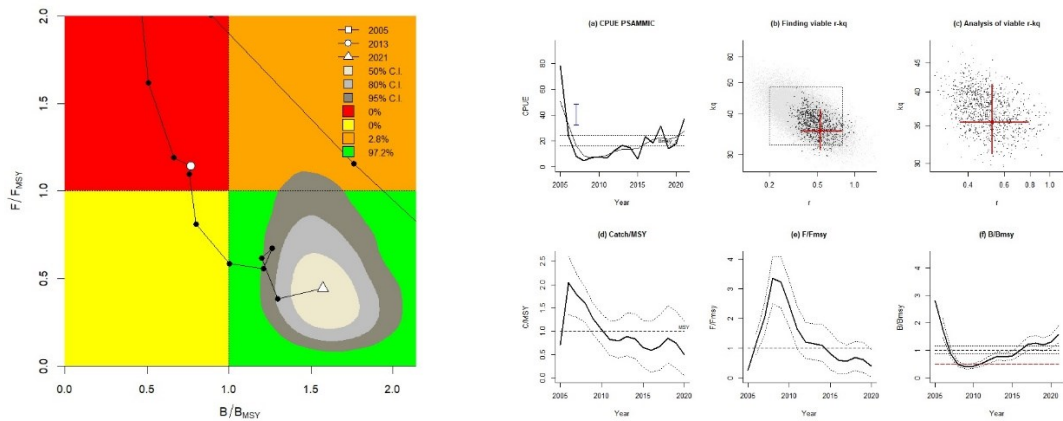 2005
2013
2021
50% C.I.
80% C.I.
95% C.I.
0%
0%
2.8%
97.2%
F/F_MSY
2.0
1.5
1.0
0.5
0.0
0.0 0.5 1.0 1.5 2.0
B/B_MSY
(a) CPUE PSAMMIC
CPUE
80
60
40
20
0
2005 2010 2015 2020
Year
(b) Finding viable r-kq
kq
50
40
30
0.2 0.5 1.0
r
(c) Analysis of viable r-kq
kq
45
40
35
30
0.4 0.6 0.8 1.0
r
(d) Catch/MSY
C/MSY
2.5
2.0
1.5
1.0
0.5
0.0
MSY
2005 2010 2015 2020
Year
(e) F/Fmsy
F/Fmsy
4
3
2
1
0
2005 2010 2015 2020
Year
(f) B/Bmsy
B/Bmsy
4
3
2
1
0
2005 2010 2015 2020
Year